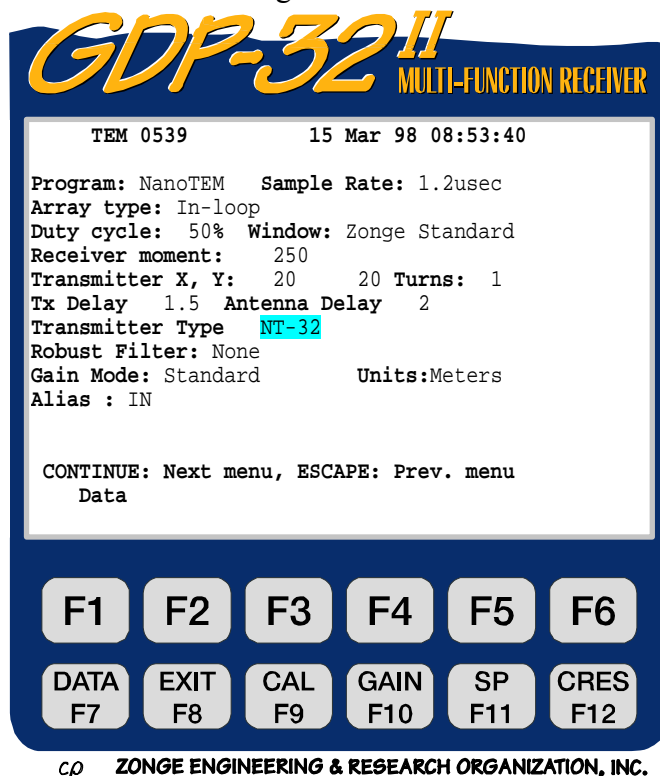 GDP-32 II
MULTI-FUNCTION RECEIVER
TEM 0539 15 Mar 98 08:53:40
Program: NanoTEM Sample Rate: 1.2usec
Array type: In-loop
Duty cycle: 50% Window: Zonge Standard
Receiver moment: 250
Transmitter X, Y: 20 20 Turns: 1
Tx Delay 1.5 Antenna Delay 2
Transmitter Type NT-32
Robust Filter: None
Gain Mode: Standard Units:Meters
Alias : IN
CONTINUE: Next menu, ESCAPE: Prev. menu
Data
F1 F2 F3 F4 F5 F6
DATA EXIT CAL GAIN SP CRES
F7 F8 F9 F10 F11 F12
ZONGE ENGINEERING & RESEARCH ORGANIZATION, INC.